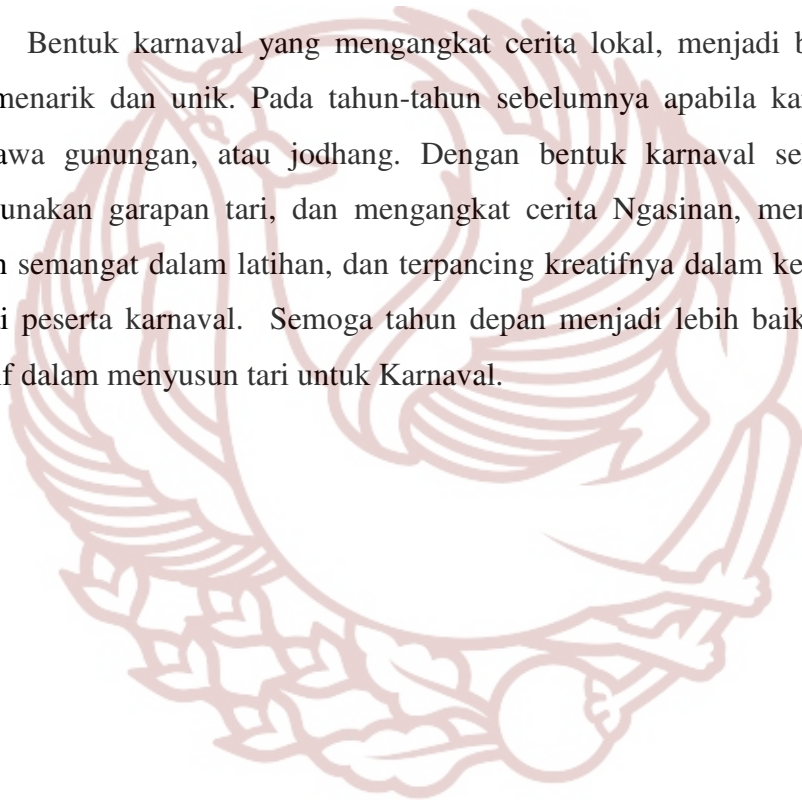 Bentuk karnaval yang mengangkat cerita lokal, menjadi b
menarik dan unik. Pada tahun-tahun sebelumnya apabila ka
awa gunungan, atau jodhang. Dengan bentuk karnaval se
unakan garapan tari, dan mengangkat cerita Ngasinan, mer
n semangat dalam latihan, dan terpancing kreatifnya dalam ke
i peserta karnaval. Semoga tahun depan menjadi lebih baik
if dalam menyusun tari untuk Karnaval.